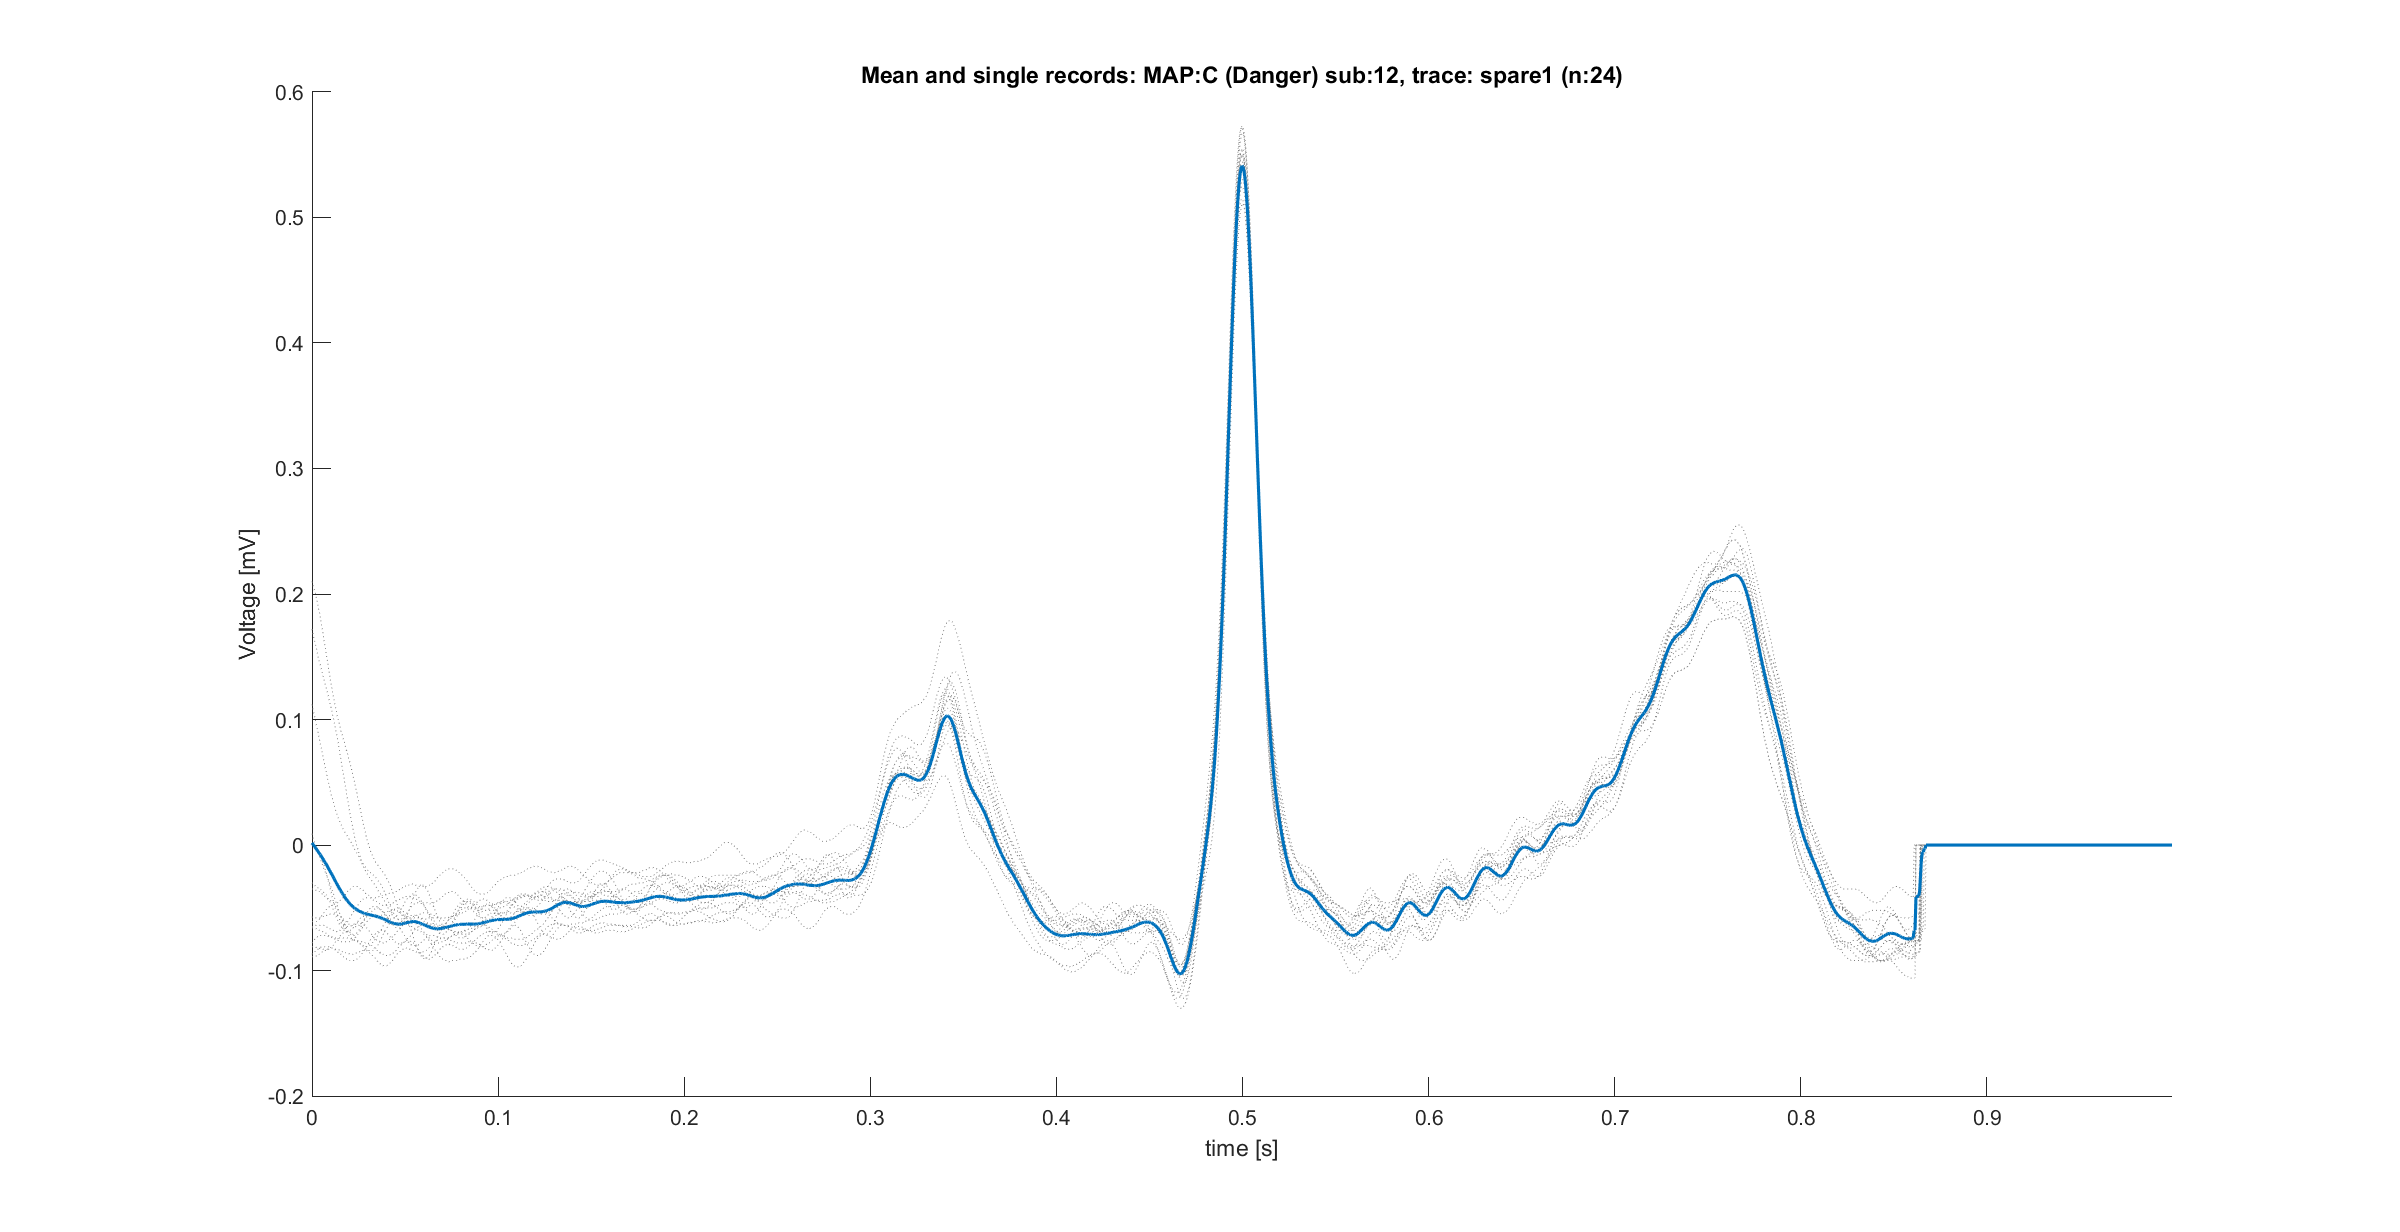 Mean and single records: MAP:C (Danger) sub:12, trace: spare1 (n:24)
0.6
0.5
0.4
0.3
0.2
0.1
0
-0.1
-0.2
Voltage [mV]
0 0.1 0.2 0.3 0.4 0.5 0.6 0.7 0.8 0.9
time [s]